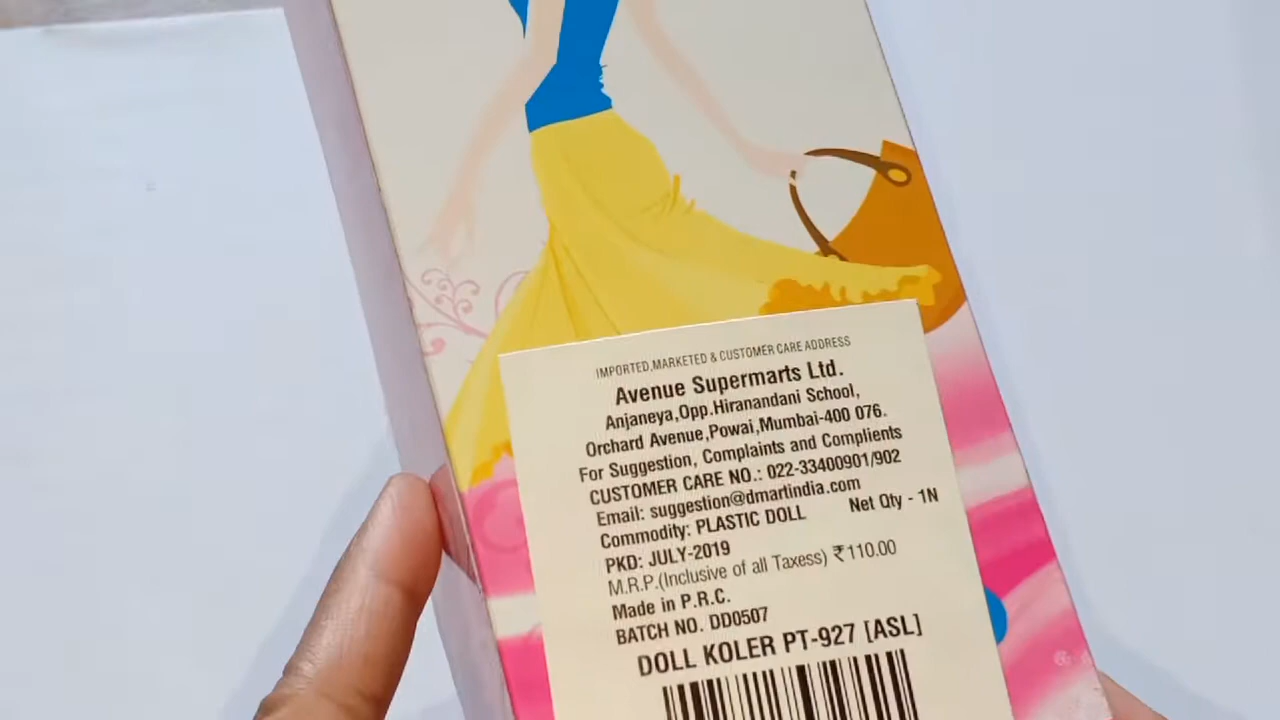 IMPORTED,MARKETED & CUSTOMER CARE ADDRESS
Avenue Supermarts Ltd.
Anjaneya,Opp.Hiranandani School,
Orchard Avenue,Powai,Mumbai-400 076.
For Suggestion, Complaints and Complients
CUSTOMER CARE NO.: 022-33400901/902
Email: suggestion@dmartindia.com
Commodity: PLASTIC DOLL Net Qty - 1N
PKD: JULY-2019
M.R.P.(Inclusive of all Taxess) ₹110.00
Made in P.R.C.
BATCH NO. DD0507
DOLL KOLER PT-927 [ASL]